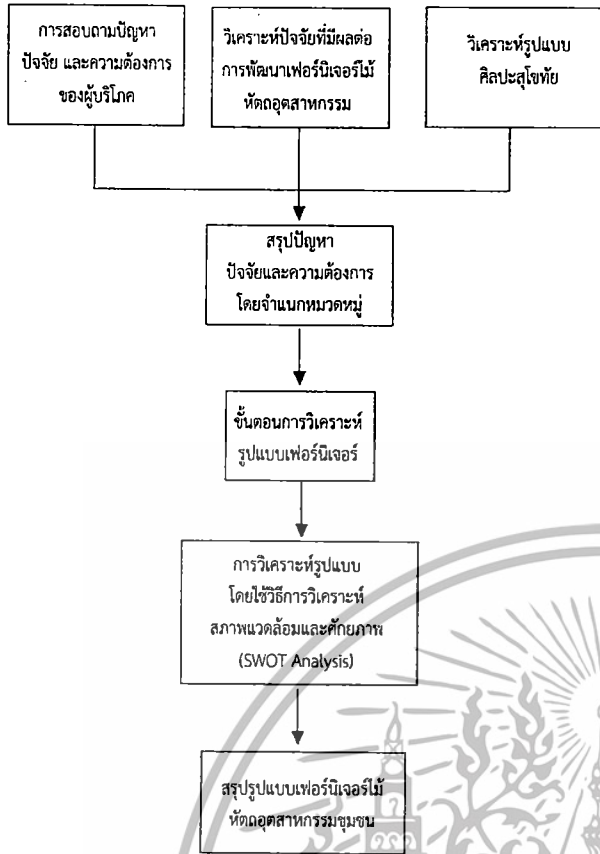 การสอบถามปัญหา
ปัจจัย และความต้องการ
ของผู้บริโภค
วิเคราะห์ปัจจัยที่มีผลต่อ
การพัฒนาเฟอร์นิเจอร์ไม้
หัตถอุตสาหกรรม
วิเคราะห์รูปแบบ
ศิลปะสุโขทัย
สรุปปัญหา
ปัจจัยและความต้องการ
โดยจำแนกหมวดหมู่
ขั้นตอนการวิเคราะห์
รูปแบบเฟอร์นิเจอร์
การวิเคราะห์รูปแบบ
โดยใช้วิธีการวิเคราะห์
สภาพแวดล้อมและศักยภาพ
(SWOT Analysis)
สรุปรูปแบบเฟอร์นิเจอร์ไม้
หัตถอุตสาหกรรมชุมชน